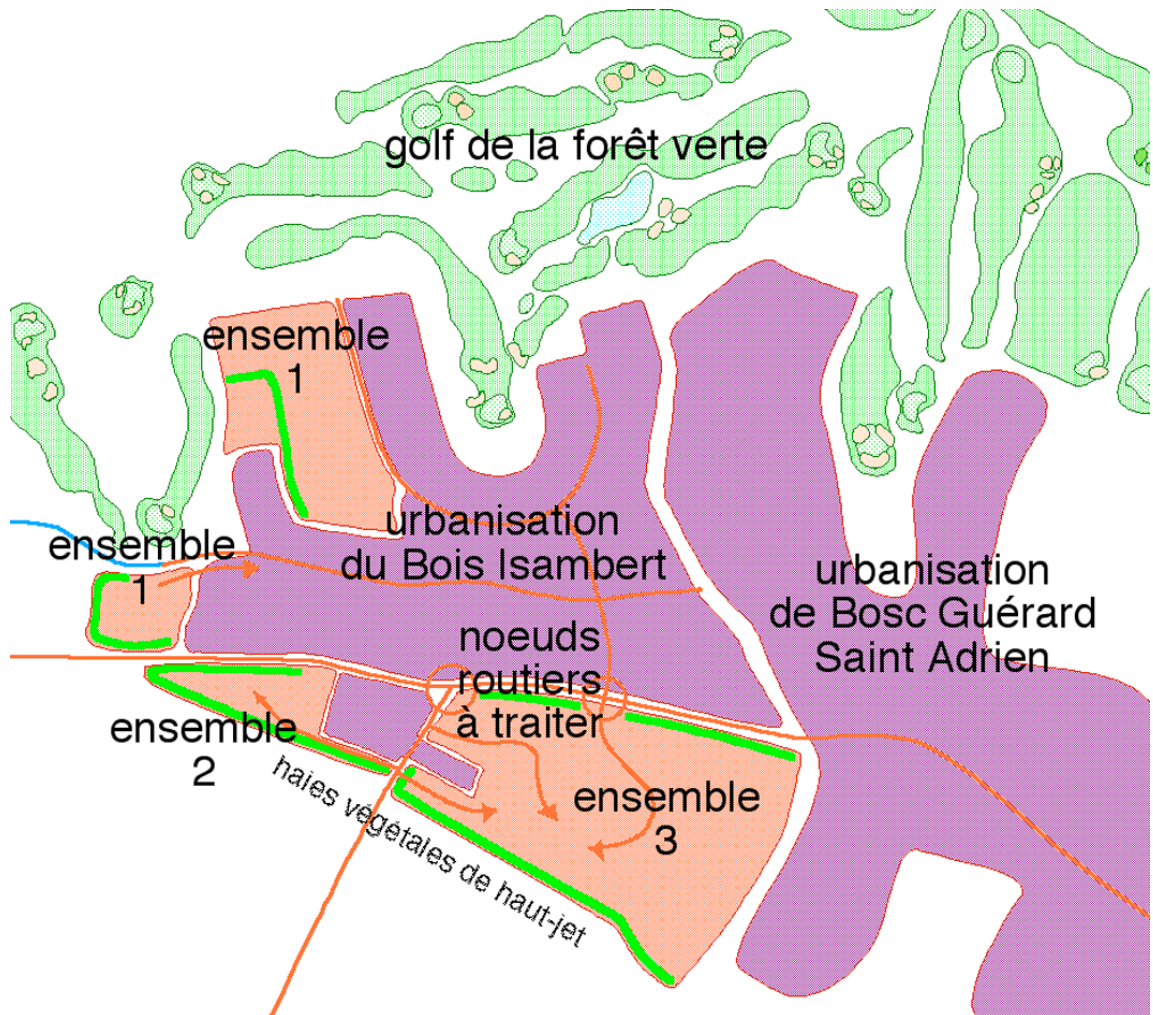 golf de la forêt verte
ensemble
1
urbanisation
du Bois Isambert
ensemble
1
urbanisation
de Bosc Guérard
Saint Adrien
noeuds
routiers
à traiter
ensemble
2
haies végétales de haut-jet
ensemble
3